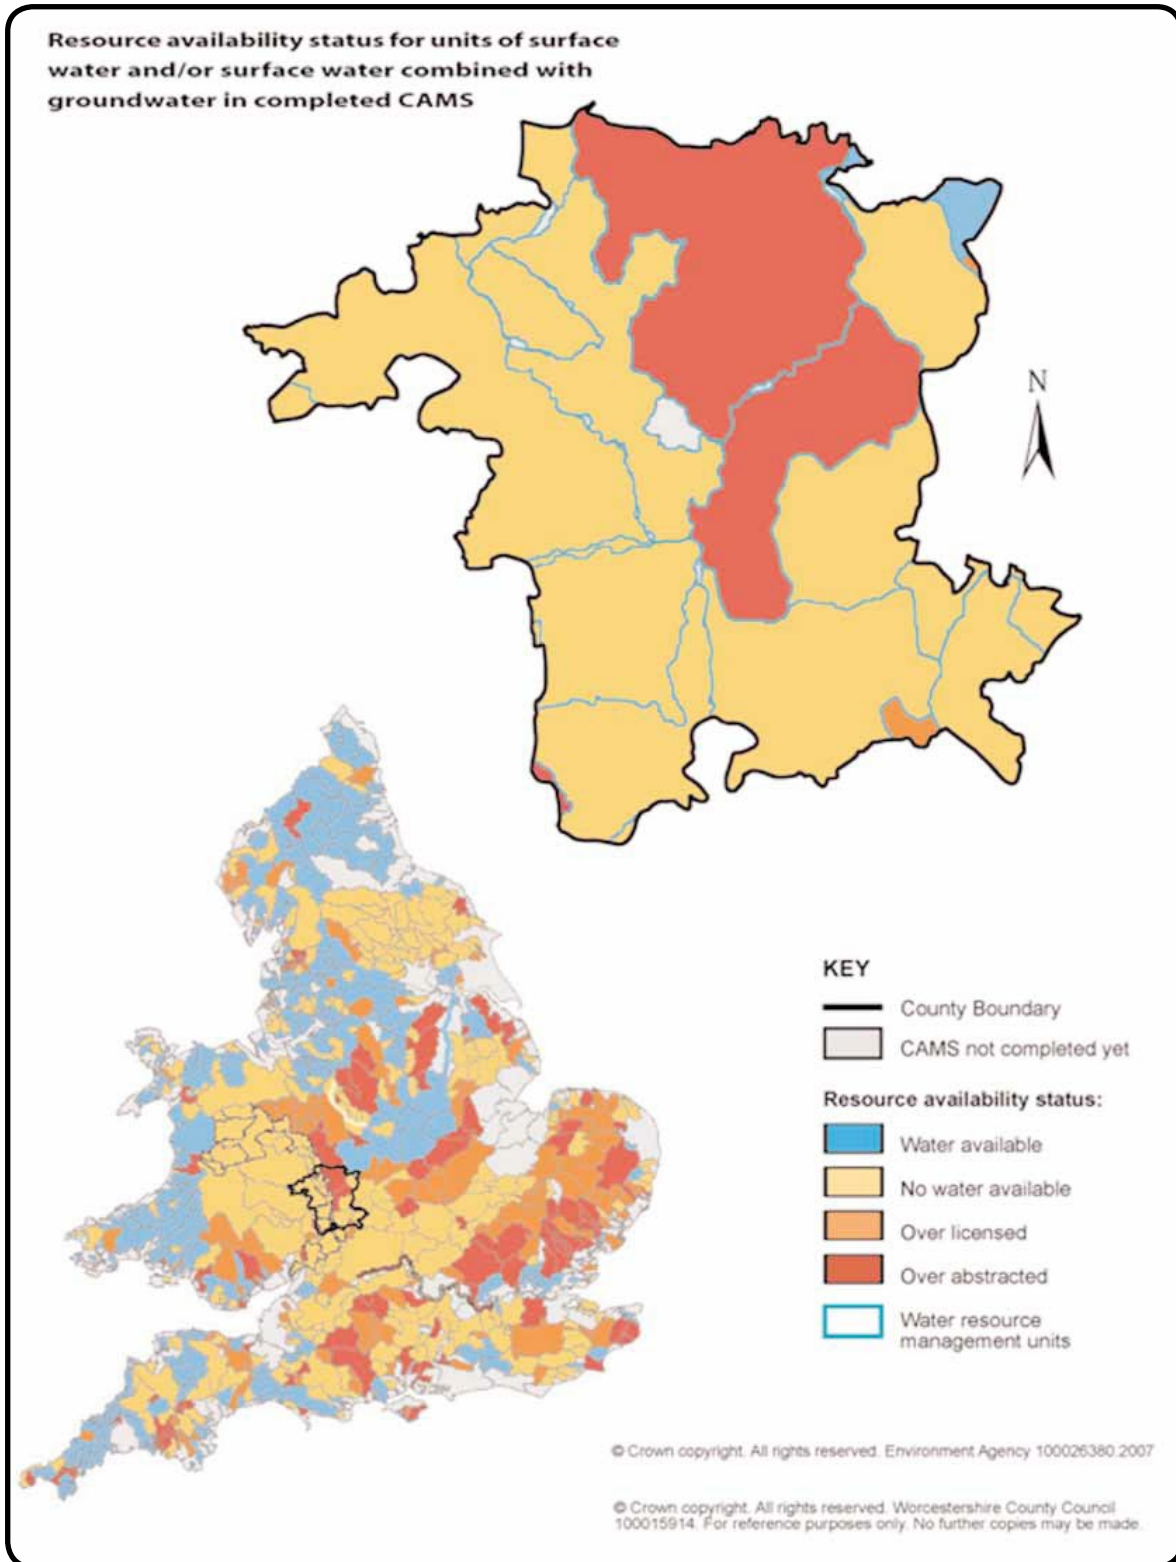 Resource availability status for units of surface
water and/or surface water combined with
groundwater in completed CAMS
N
KEY
County Boundary
CAMS not completed yet
Resource availability status:
Water available
No water available
Over licensed
Over abstracted
Water resource
management units
© Crown copyright. All rights reserved. Environment Agency 100026380.2007
© Crown copyright. All rights reserved. Worcestershire County Council
100015914. For reference purposes only. No further copies may be made.